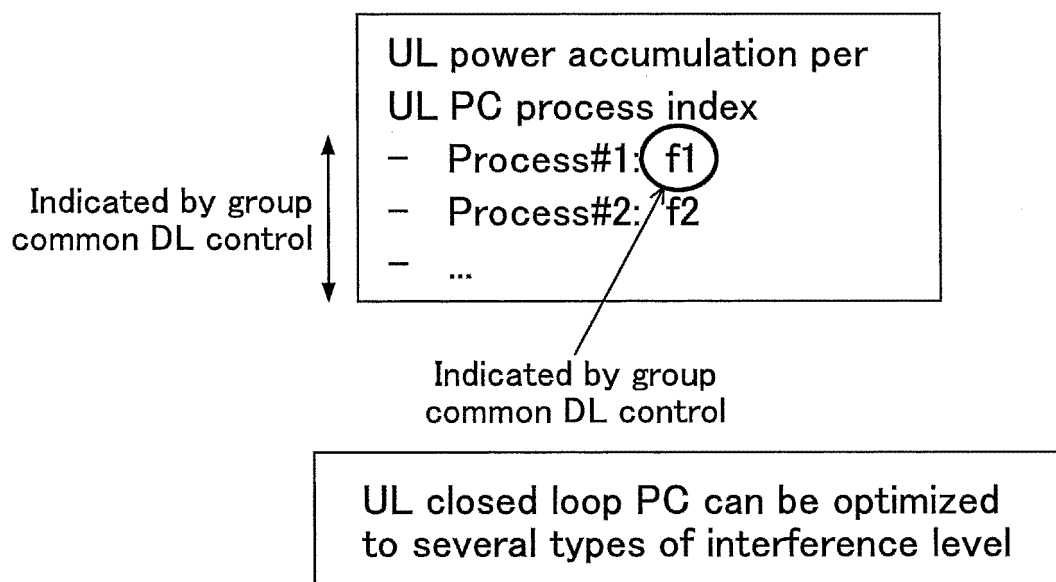 UL power accumulation per
UL PC process index
－ Process#1: f1
－ Process#2: f2
－ ...
Indicated by group
common DL control
Indicated by group
common DL control
UL closed loop PC can be optimized
to several types of interference level